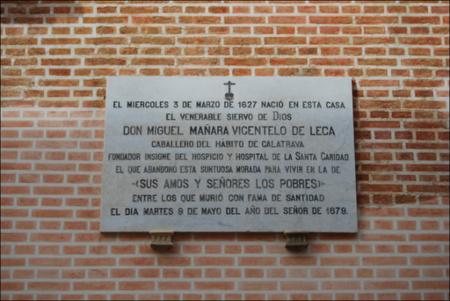 EL MIERCOLES 3 DE MARZO DE 1627 NACIÓ EN ESTA CASA
EL VENERABLE SIERVO DE DIOS
DON MIGUEL MAÑARA VICENTELO DE LECA
CABALLERO DEL HÁBITO DE CALATRAVA
FUNDADOR INSIGNE DEL HOSPICIO Y HOSPITAL DE LA SANTA CARIDAD
EL QUE ABANDONÓ ESTA SUNTUOSA MORADA PARA VIVIR EN LA DE
«SUS AMOS Y SEÑORES LOS POBRES»
ENTRE LOS QUE MURIÓ CON FAMA DE SANTIDAD
EL DIA MARTES 9 DE MAYO DEL AÑO DEL SEÑOR DE 1679.